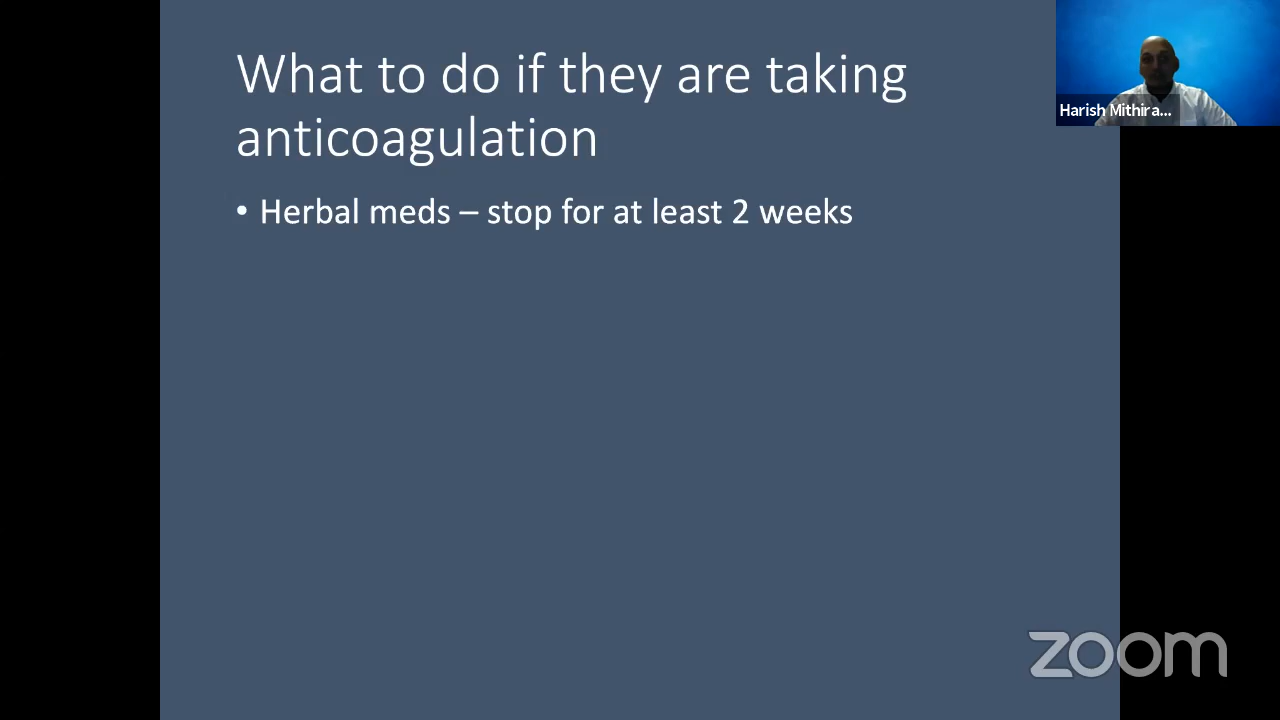 What to do if they are taking
anticoagulation
• Herbal meds – stop for at least 2 weeks
Harish Mithira...
zoom